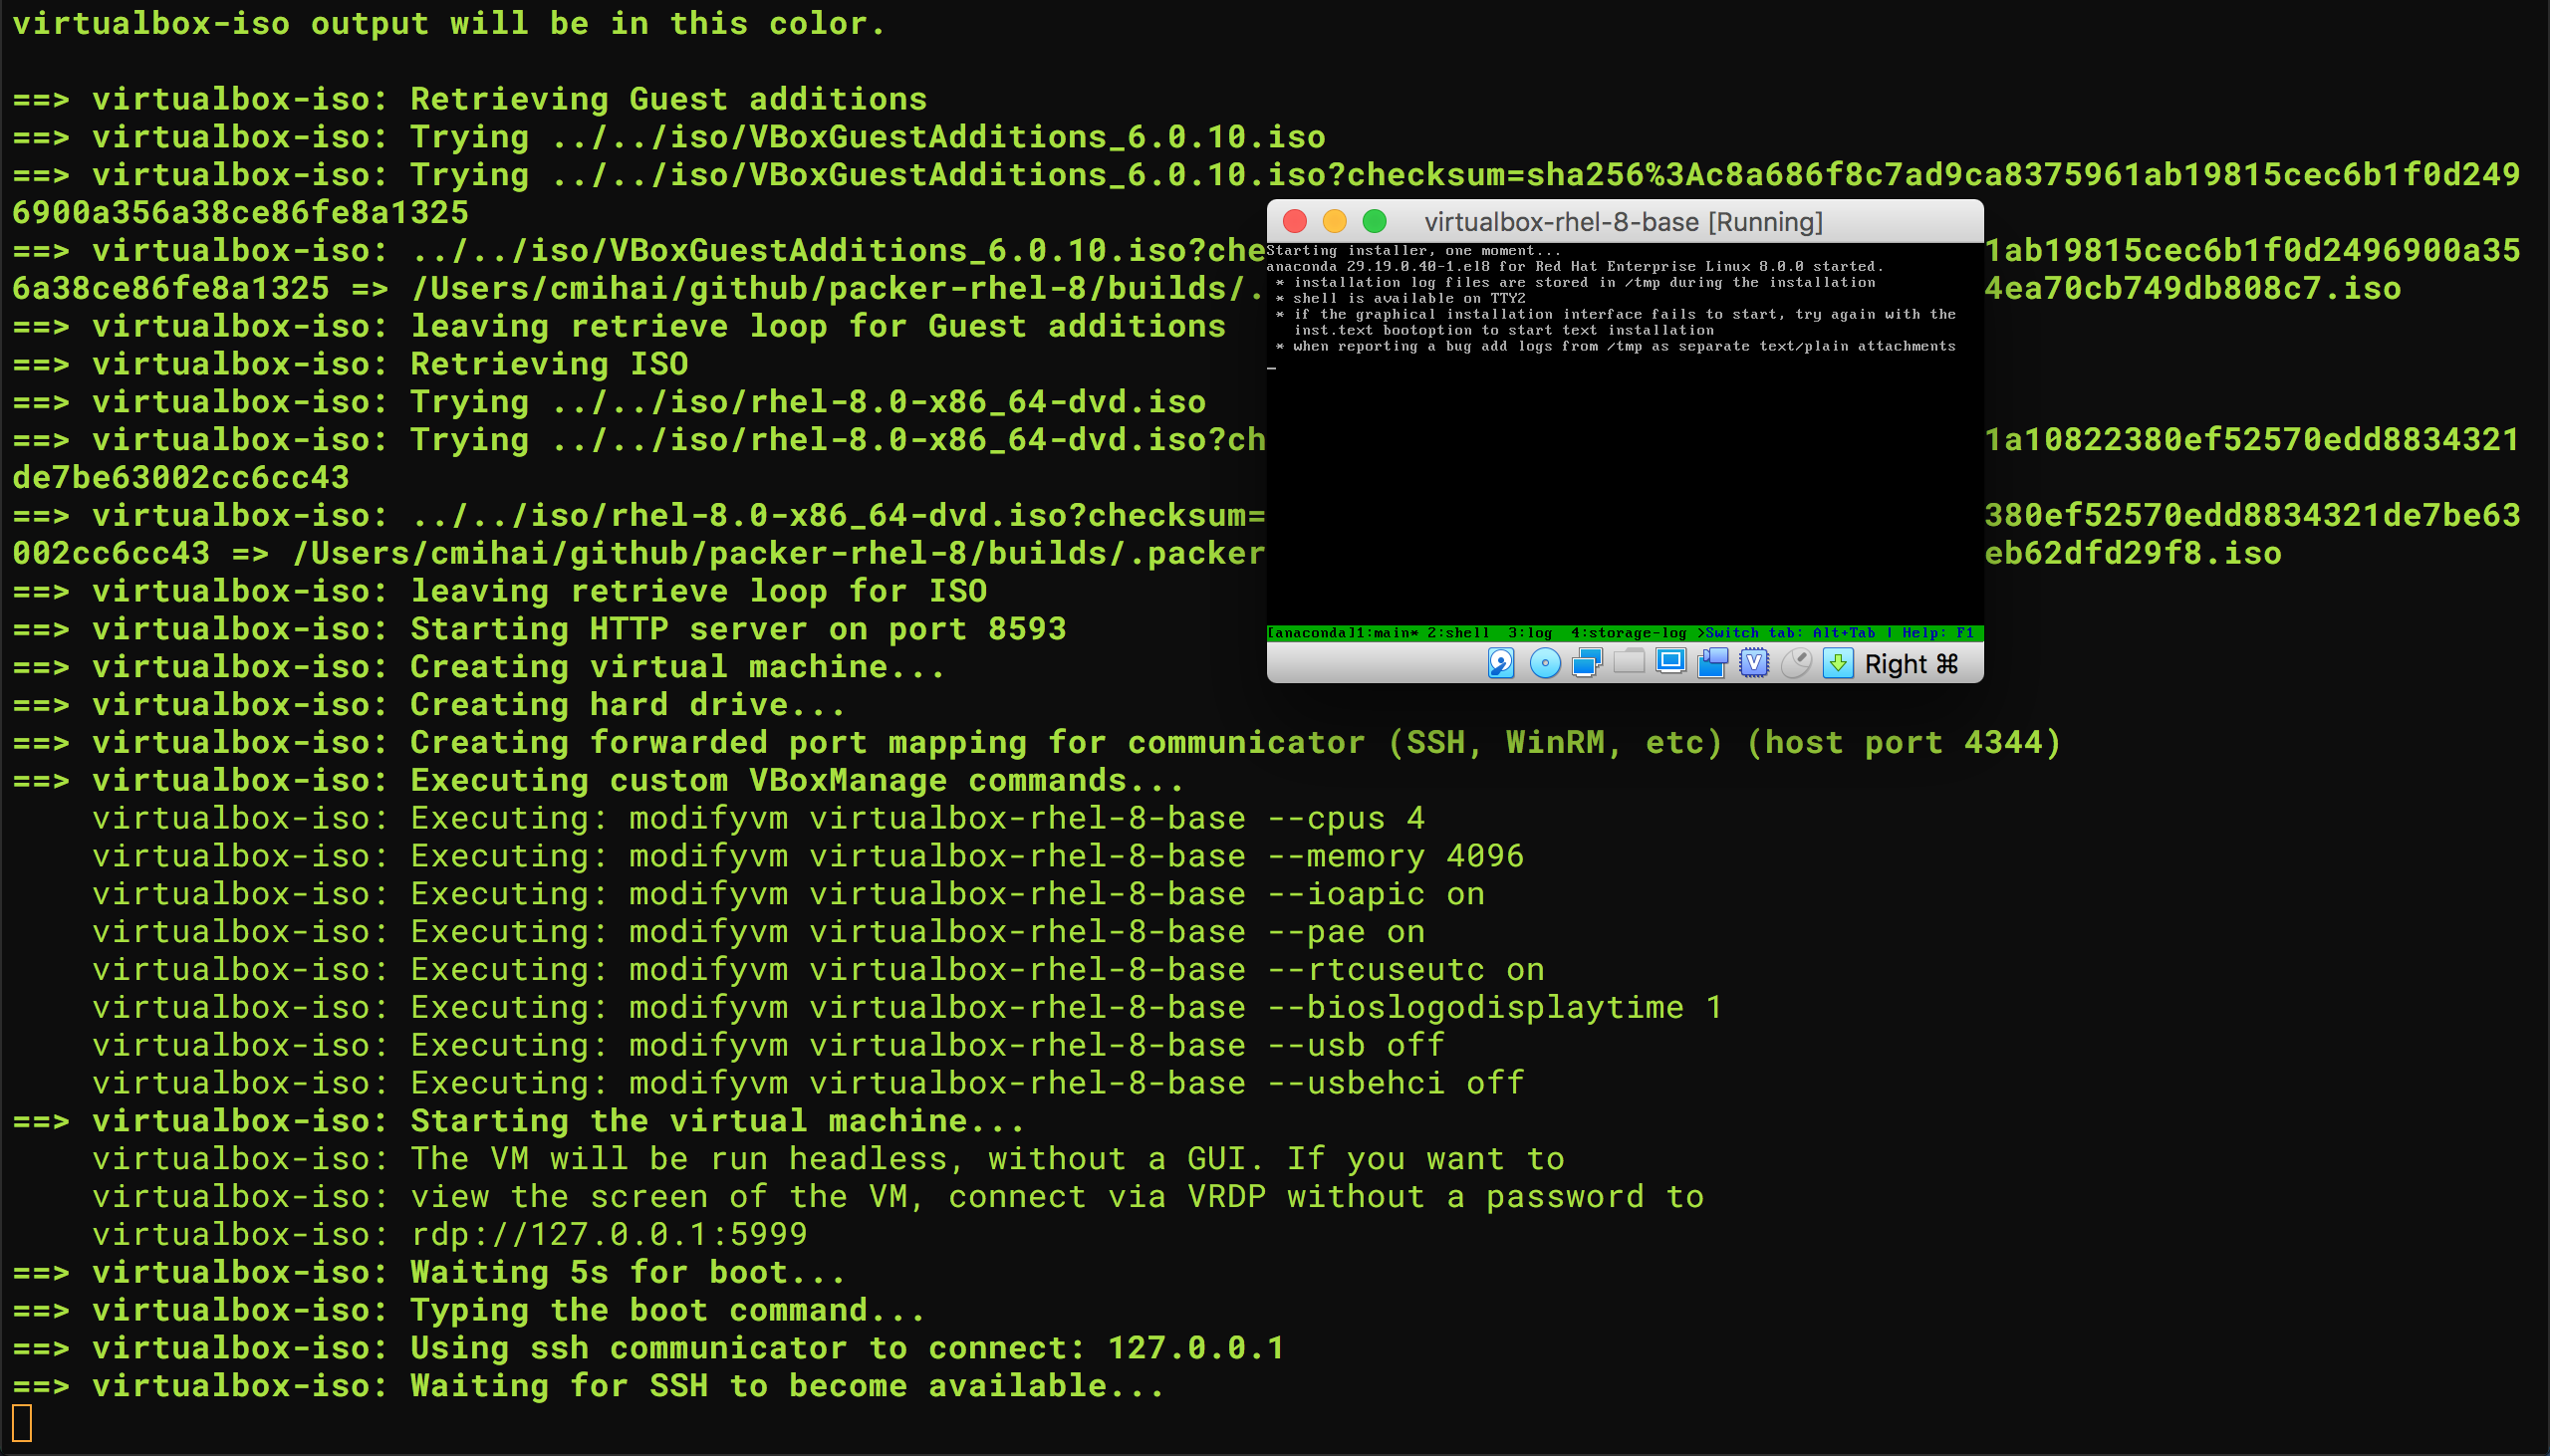 virtualbox-iso output will be in this color.
==> virtualbox-iso: Retrieving Guest additions
==> virtualbox-iso: Trying ../../iso/VBoxGuestAdditions_6.0.10.iso
==> virtualbox-iso: Trying ../../iso/VBoxGuestAdditions_6.0.10.iso?checksum=sha256%3Ac8a686f8c7ad9ca8375961ab19815cec6b1f0d249
6900a356a38ce86fe8a1325
==> virtualbox-iso: ../../iso/VBoxGuestAdditions_6.0.10.iso?che 1ab19815cec6b1f0d2496900a35
6a38ce86fe8a1325 => /Users/cmihai/github/packer-rhel-8/builds/. 4ea70cb749db808c7.iso
==> virtualbox-iso: leaving retrieve loop for Guest additions
==> virtualbox-iso: Retrieving ISO
==> virtualbox-iso: Trying ../../iso/rhel-8.0-x86_64-dvd.iso
==> virtualbox-iso: Trying ../../iso/rhel-8.0-x86_64-dvd.iso?ch 1a10822380ef52570edd8834321
de7be63002cc6cc43
==> virtualbox-iso: ../../iso/rhel-8.0-x86_64-dvd.iso?checksum= 380ef52570edd8834321de7be63
002cc6cc43 => /Users/cmihai/github/packer-rhel-8/builds/.packer eb62dfd29f8.iso
==> virtualbox-iso: leaving retrieve loop for ISO
==> virtualbox-iso: Starting HTTP server on port 8593
==> virtualbox-iso: Creating virtual machine...
==> virtualbox-iso: Creating hard drive...
==> virtualbox-iso: Creating forwarded port mapping for communicator (SSH, WinRM, etc) (host port 4344)
==> virtualbox-iso: Executing custom VBoxManage commands...
virtualbox-iso: Executing: modifyvm virtualbox-rhel-8-base --cpus 4
virtualbox-iso: Executing: modifyvm virtualbox-rhel-8-base --memory 4096
virtualbox-iso: Executing: modifyvm virtualbox-rhel-8-base --ioapic on
virtualbox-iso: Executing: modifyvm virtualbox-rhel-8-base --pae on
virtualbox-iso: Executing: modifyvm virtualbox-rhel-8-base --rtcuseutc on
virtualbox-iso: Executing: modifyvm virtualbox-rhel-8-base --bioslogodisplaytime 1
virtualbox-iso: Executing: modifyvm virtualbox-rhel-8-base --usb off
virtualbox-iso: Executing: modifyvm virtualbox-rhel-8-base --usbehci off
==> virtualbox-iso: Starting the virtual machine...
virtualbox-iso: The VM will be run headless, without a GUI. If you want to
virtualbox-iso: view the screen of the VM, connect via VRDP without a password to
virtualbox-iso: rdp://127.0.0.1:5999
==> virtualbox-iso: Waiting 5s for boot...
==> virtualbox-iso: Typing the boot command...
==> virtualbox-iso: Using ssh communicator to connect: 127.0.0.1
==> virtualbox-iso: Waiting for SSH to become available...
virtualbox-rhel-8-base [Running]
Starting installer, one moment...
anaconda 29.19.0.40-1.el8 for Red Hat Enterprise Linux 8.0.0 started.
* installation log files are stored in /tmp during the installation
* shell is available on TTY2
* if the graphical installation interface fails to start, try again with the
inst.text bootoption to start text installation
* when reporting a bug add logs from /tmp as separate text/plain attachments
[anaconda]1:main* 2:shell  3:log  4:storage-log >Switch tab: Alt+Tab | Help: F1
V
Right ⌘